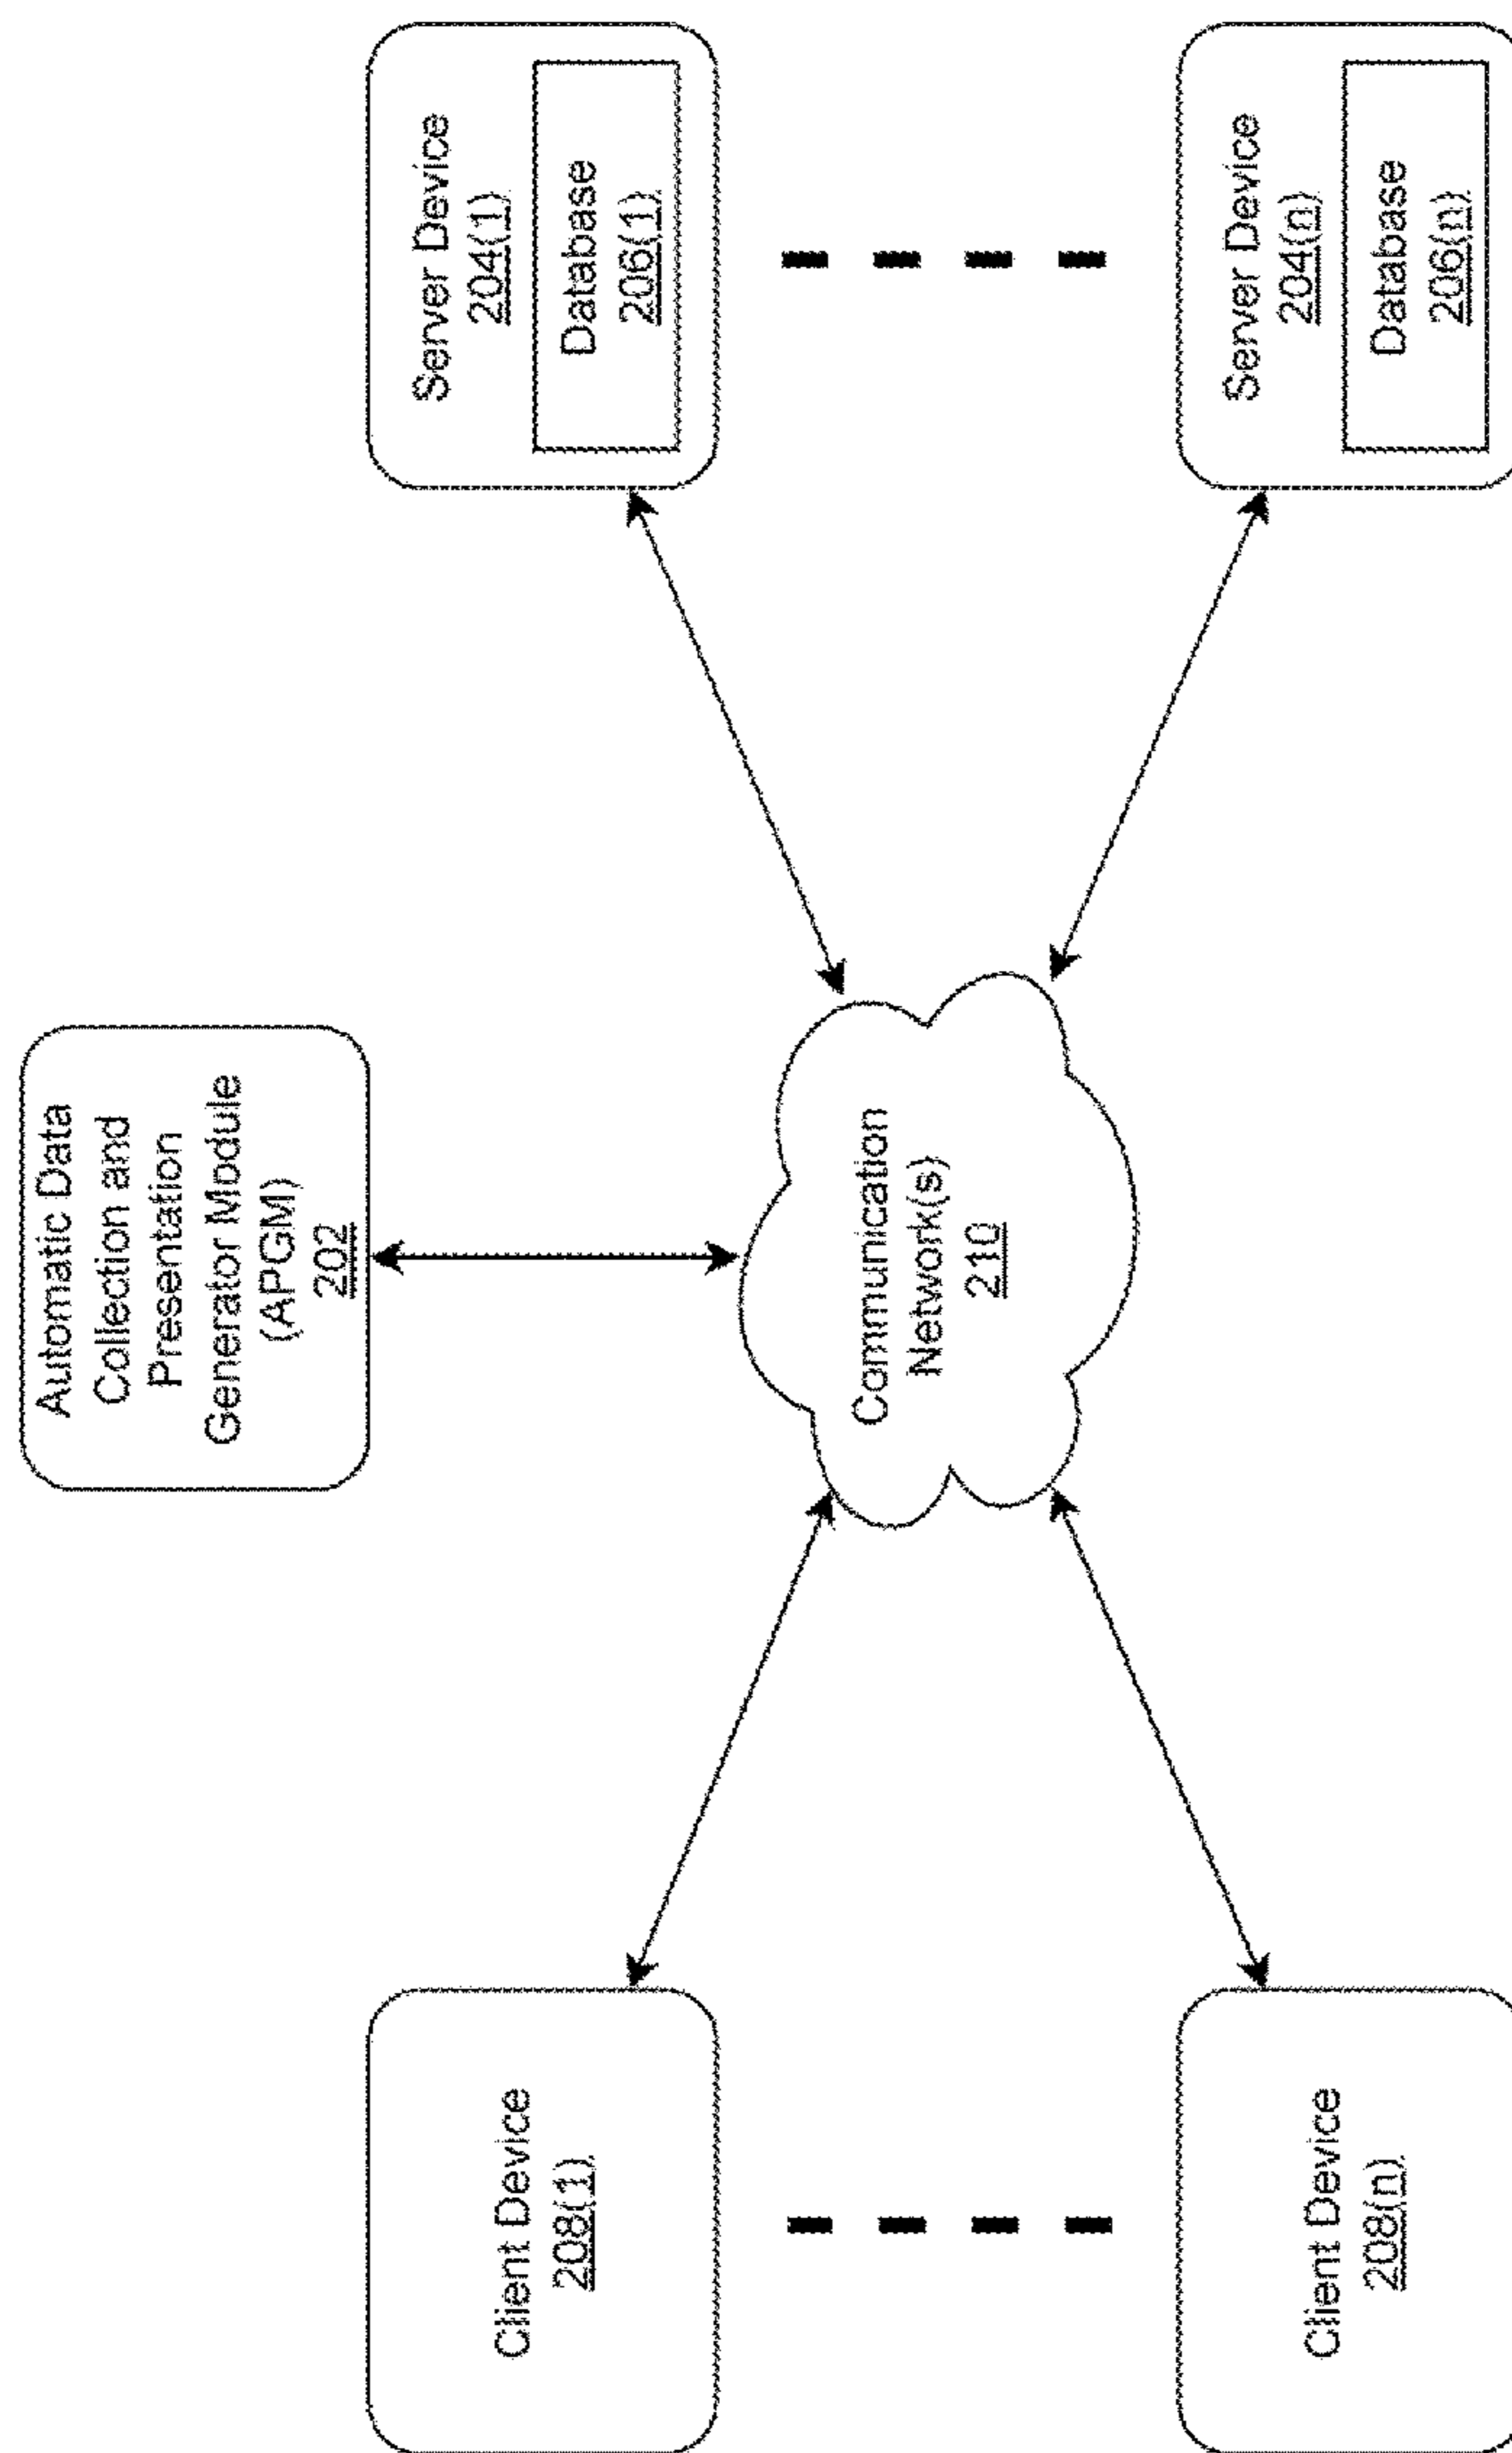 Automatic Data
Collection and
Presentation
Generator Module
(APGM)
202
Client Device
208(1)
Server Device
204(1)
Database
206(1)
Communication
Network(s)
210
Client Device
208(n)
Server Device
204(n)
Database
206(n)